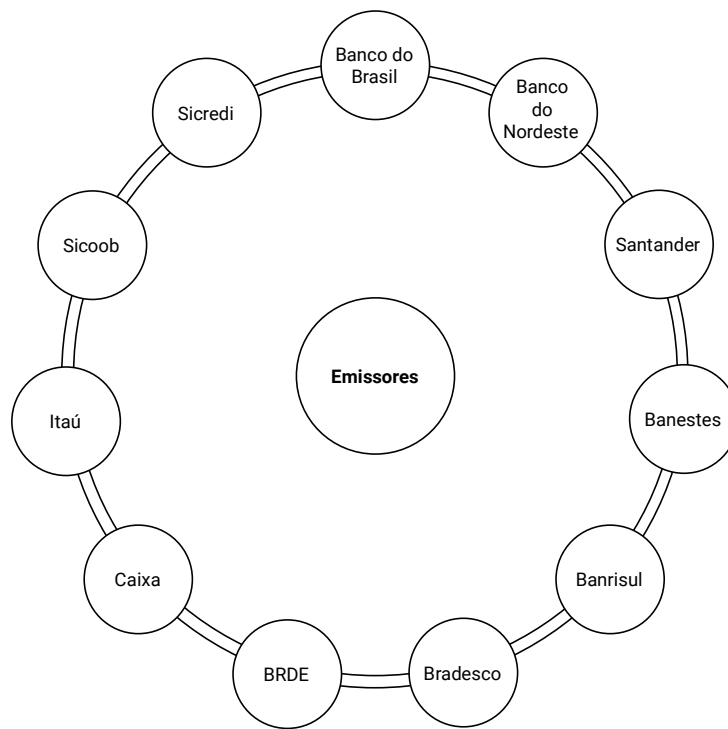 Banco do
Brasil
Banco
do
Nordeste
Santander
Banestes
Banrisul
Bradesco
BRDE
Caixa
Itaú
Sicoob
Sicredi
Emissores